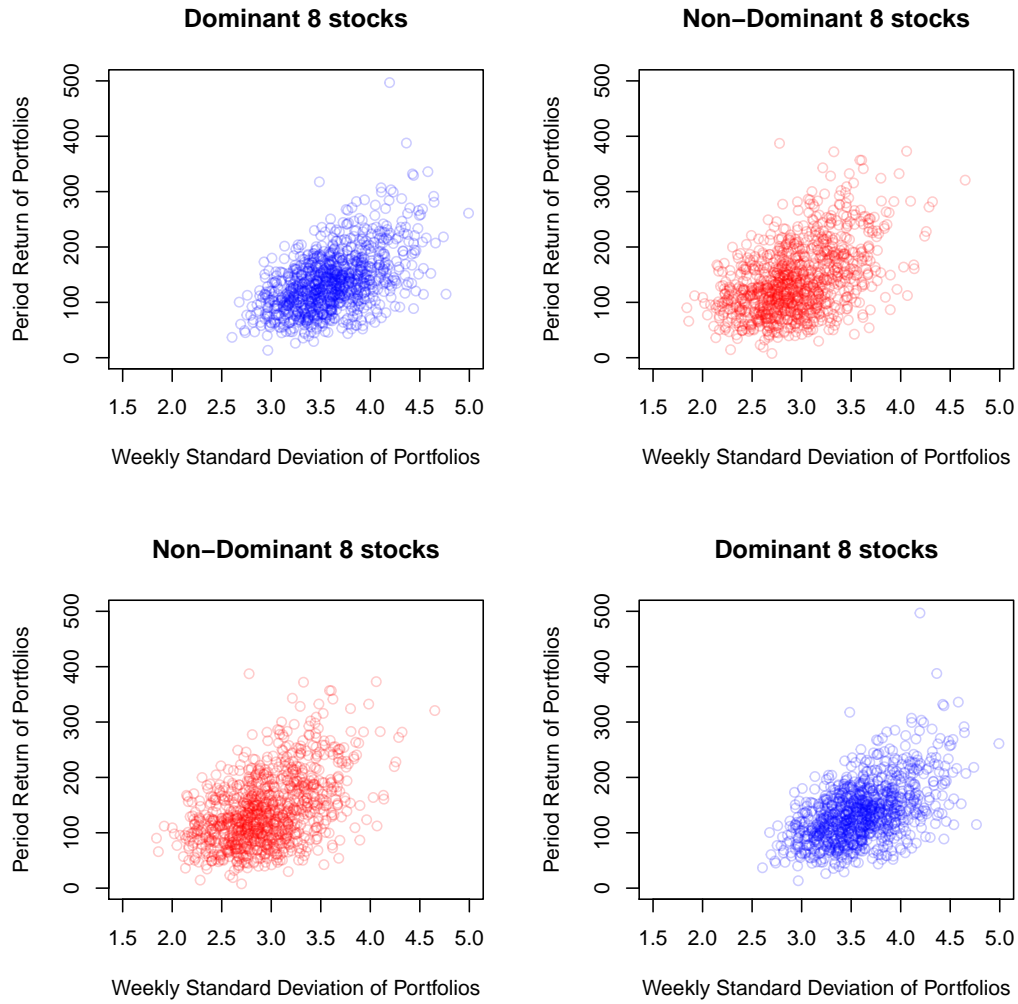 Dominant 8 stocks
Period Return of Portfolios
500
400
300
200
100
0
1.5 2.0 2.5 3.0 3.5 4.0 4.5 5.0
Weekly Standard Deviation of Portfolios
Non−Dominant 8 stocks
Period Return of Portfolios
500
400
300
200
100
0
1.5 2.0 2.5 3.0 3.5 4.0 4.5 5.0
Weekly Standard Deviation of Portfolios
Non−Dominant 8 stocks
Period Return of Portfolios
500
400
300
200
100
0
1.5 2.0 2.5 3.0 3.5 4.0 4.5 5.0
Weekly Standard Deviation of Portfolios
Dominant 8 stocks
Period Return of Portfolios
500
400
300
200
100
0
1.5 2.0 2.5 3.0 3.5 4.0 4.5 5.0
Weekly Standard Deviation of Portfolios